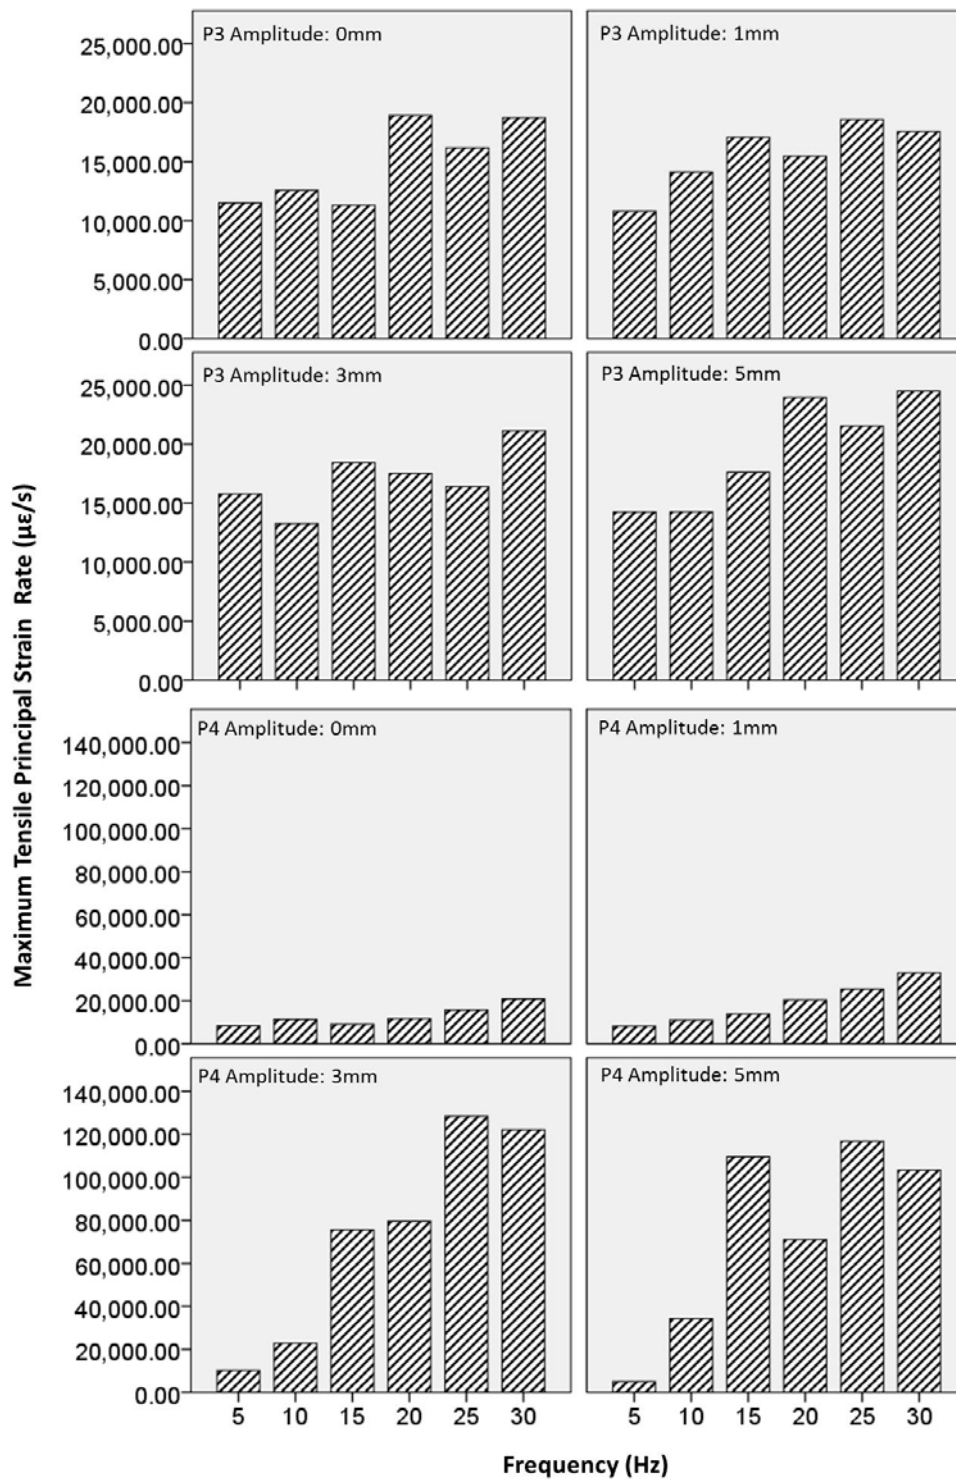 P3 Amplitude: 0mm
P3 Amplitude: 1mm
25,000.00
20,000.00
15,000.00
10,000.00
5,000.00
0.00
P3 Amplitude: 3mm
P3 Amplitude: 5mm
25,000.00
20,000.00
15,000.00
10,000.00
5,000.00
0.00
Maximum Tensile Principal Strain Rate (με/s)
P4 Amplitude: 0mm
P4 Amplitude: 1mm
140,000.00
120,000.00
100,000.00
80,000.00
60,000.00
40,000.00
20,000.00
0.00
P4 Amplitude: 3mm
P4 Amplitude: 5mm
140,000.00
120,000.00
100,000.00
80,000.00
60,000.00
40,000.00
20,000.00
0.00
5 10 15 20 25 30
5 10 15 20 25 30
Frequency (Hz)